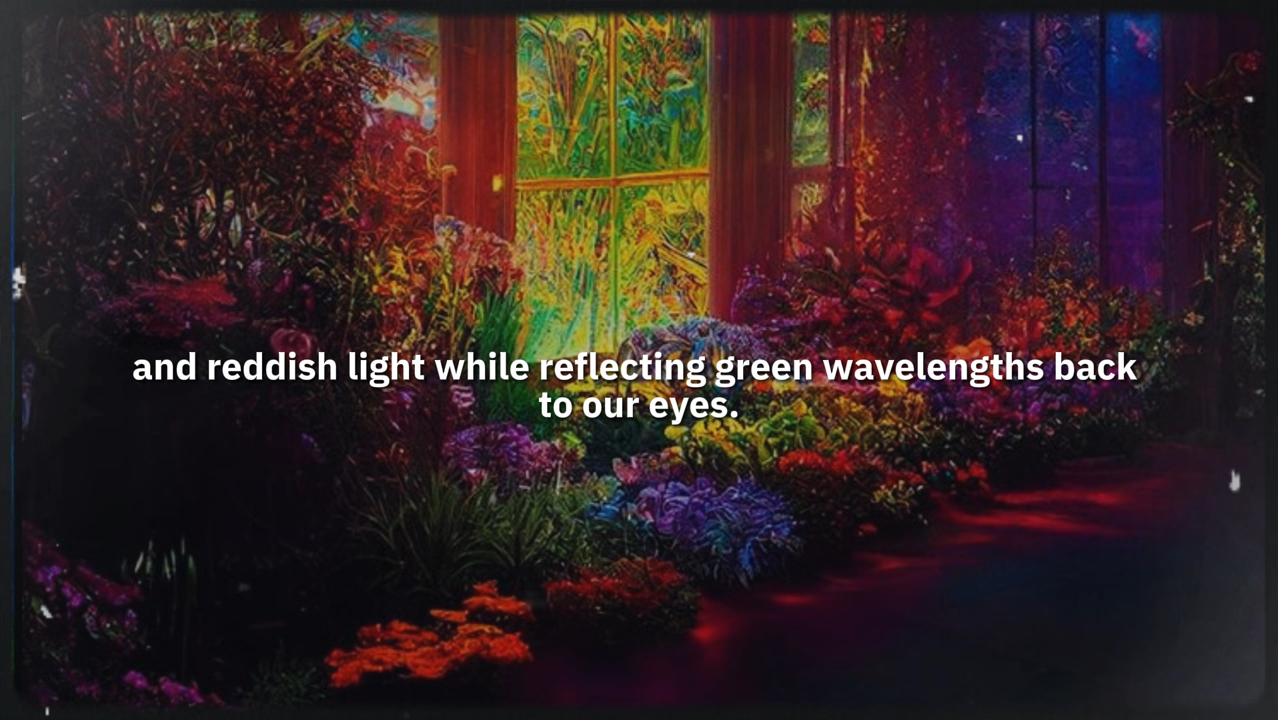 and reddish light while reflecting green wavelengths back
to our eyes.